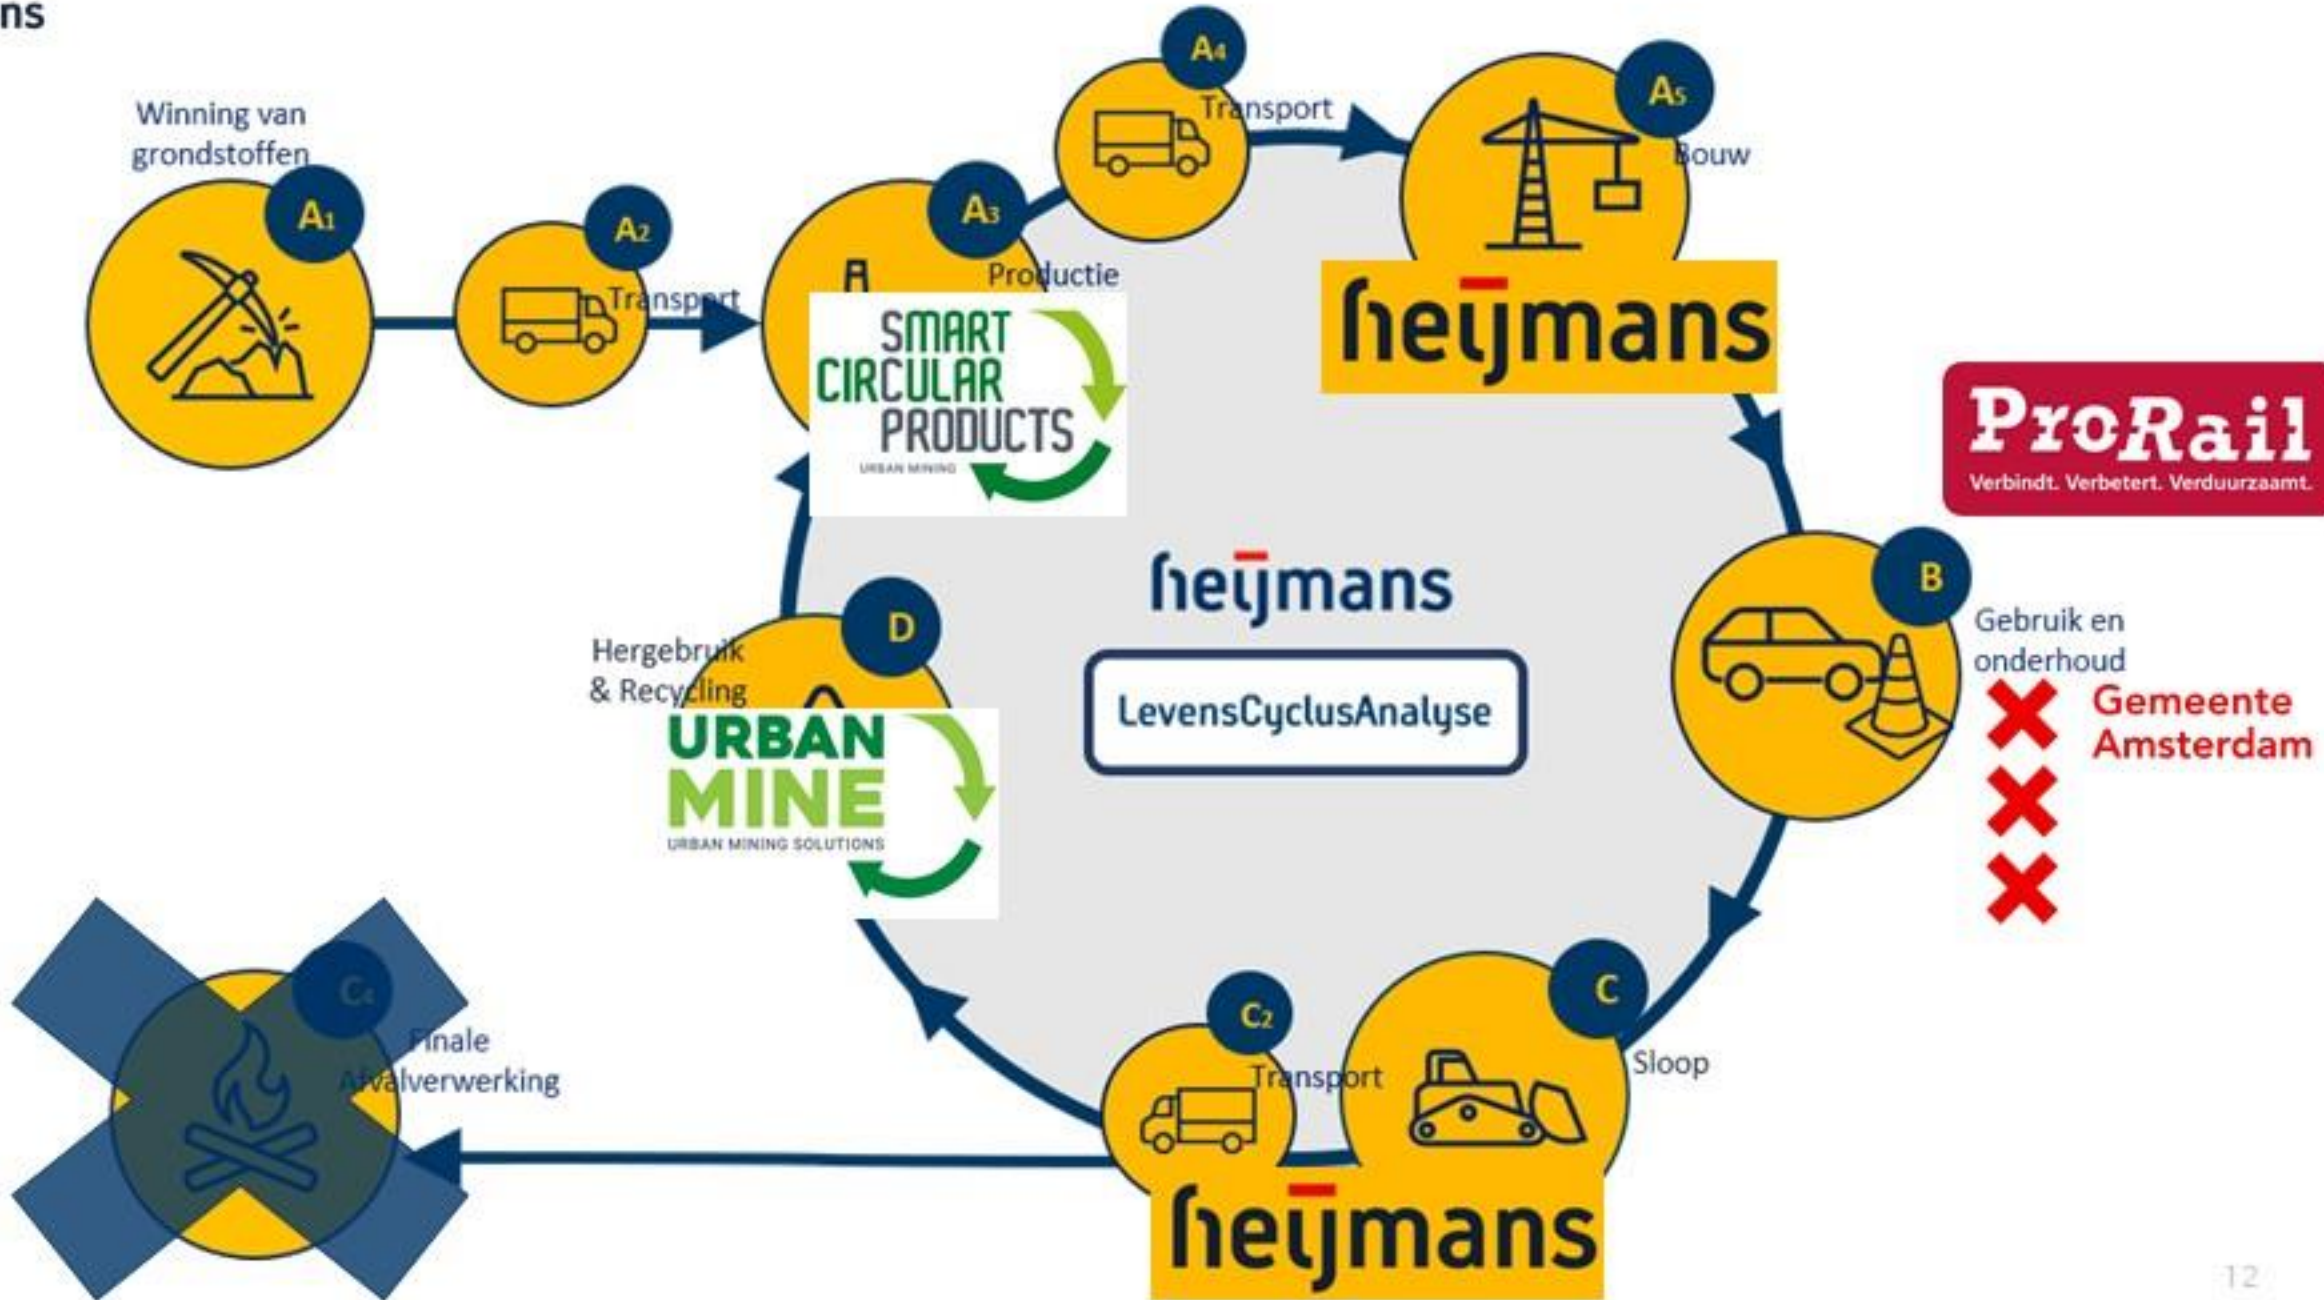 ns
A4
Transport
A5
Bouw
Winning van
grondstoffen
A1
A2
Transport
A3
Productie
SMART
CIRCULAR
PRODUCTS
URBAN MINING
heijmans
ProRail
Verbindt. Verbetert. Verduurzaamt.
heijmans
LevensCyclusAnalyse
B
Gebruik en
onderhoud
Gemeente
Amsterdam
D
Hergebruik
& Recycling
URBAN
MINE
URBAN MINING SOLUTIONS
C
Sloop
C2
Transport
heijmans
C4
Finale
Afvalverwerking
12